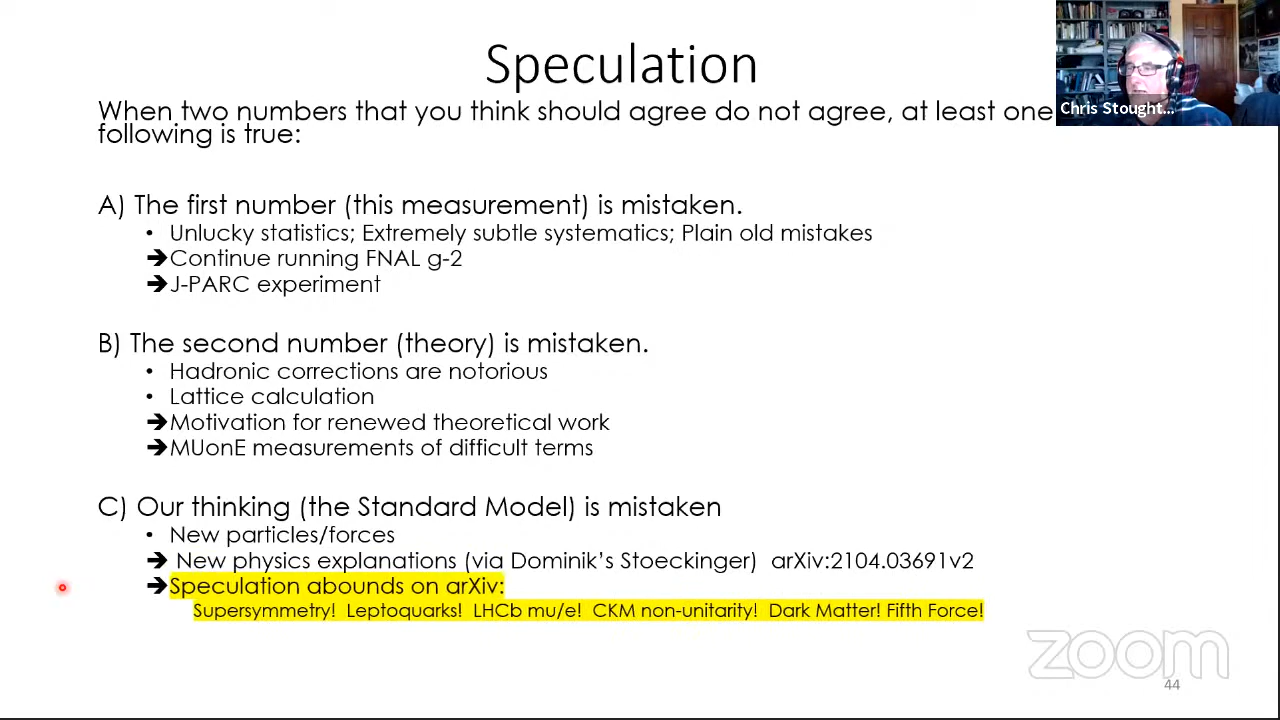 Speculation
When two numbers that you think should agree do not agree, at least one
following is true:
Chris Stought...
A) The first number (this measurement) is mistaken.
• Unlucky statistics; Extremely subtle systematics; Plain old mistakes
➔Continue running FNAL g-2
➔J-PARC experiment
B) The second number (theory) is mistaken.
• Hadronic corrections are notorious
• Lattice calculation
➔Motivation for renewed theoretical work
➔MUonE measurements of difficult terms
C) Our thinking (the Standard Model) is mistaken
• New particles/forces
➔ New physics explanations (via Dominik’s Stoeckinger) arXiv:2104.03691v2
➔Speculation abounds on arXiv:
Supersymmetry! Leptoquarks! LHCb mu/e! CKM non-unitarity! Dark Matter! Fifth Force!
zoom
44